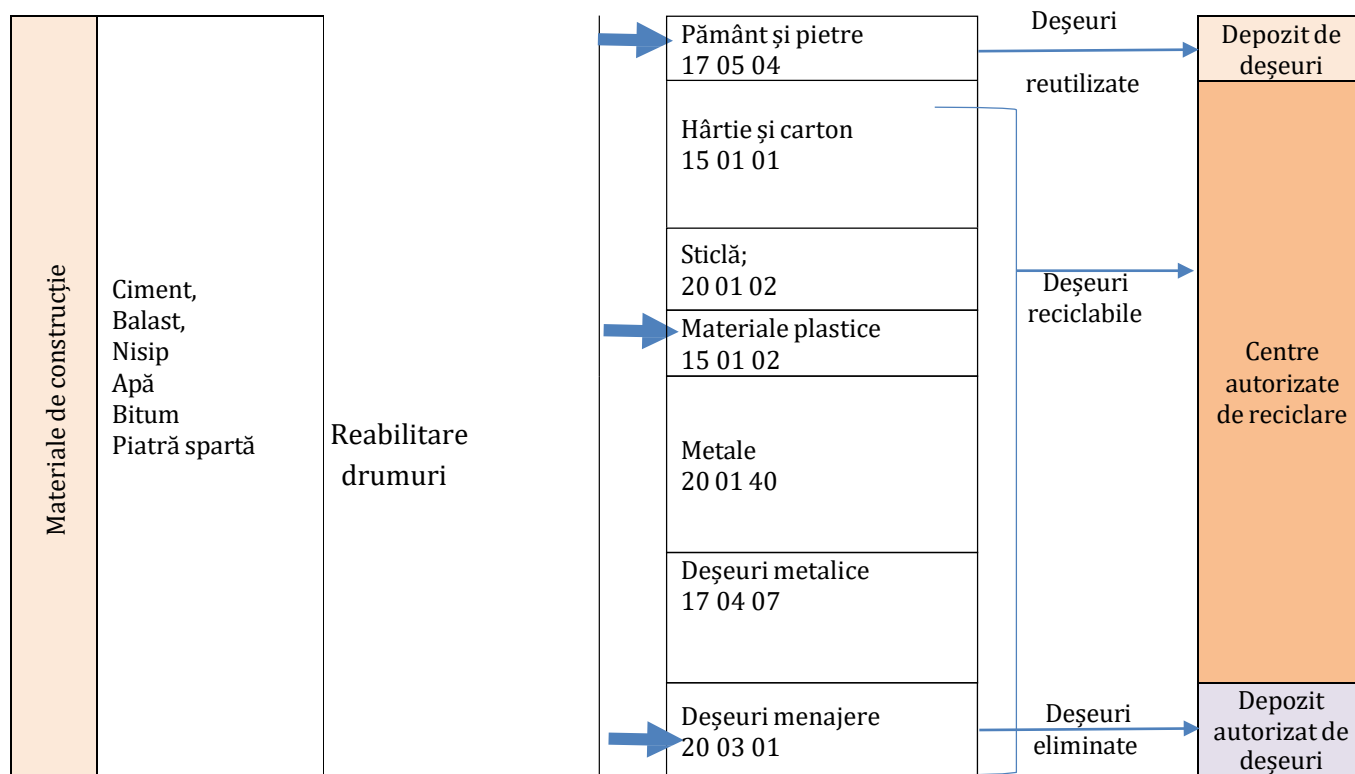 Materiale de construcție
Ciment,
Balast,
Nisip
Apă
Bitum
Piatră spartă
Reabilitare
drumuri
Pământ și pietre
17 05 04
Hârtie și carton
15 01 01
Sticlă;
20 01 02
Materiale plastice
15 01 02
Metale
20 01 40
Deșeuri metalice
17 04 07
Deșeuri menajere
20 03 01
Deșeuri
reutilizate
Deșeuri
reciclabile
Deșeuri
eliminate
Depozit de
deșeuri
Centre
autorizate
de reciclare
Depozit
autorizat de
deșeuri